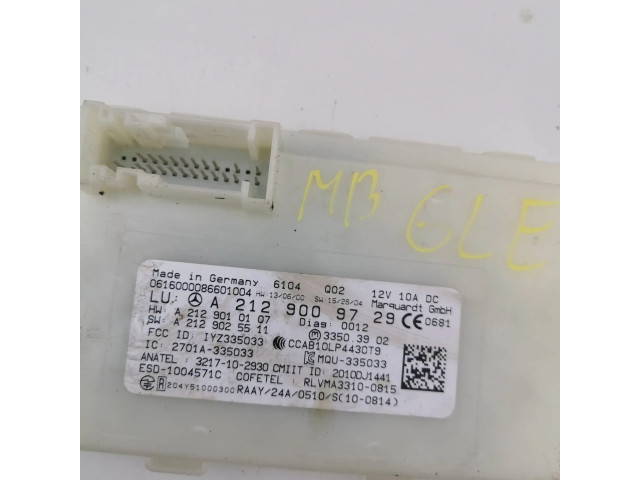 MB GLE
Made in Germany 6104 Q02 12V 10A DC
0616000086601004 HW:13/06/00 SW:15/28/04 Marquardt GmbH
LU: A 212 900 97 29 CE 0681
HW A 212 901 01 07 Diag: 0012
SW A 212 902 55 11 3350.3902
FCC ID: IYZ335033 CCAB10LP4430T9
IC: 2701A-335033 MQU-335033
ANATEL: 3217-10-2930 CMIIT ID: 2010DJ1441
ESD-1004571C COFETEL: RLVMA3310-0815
R 204Y51000300 RAAY/24A/0510/S(10-0814)